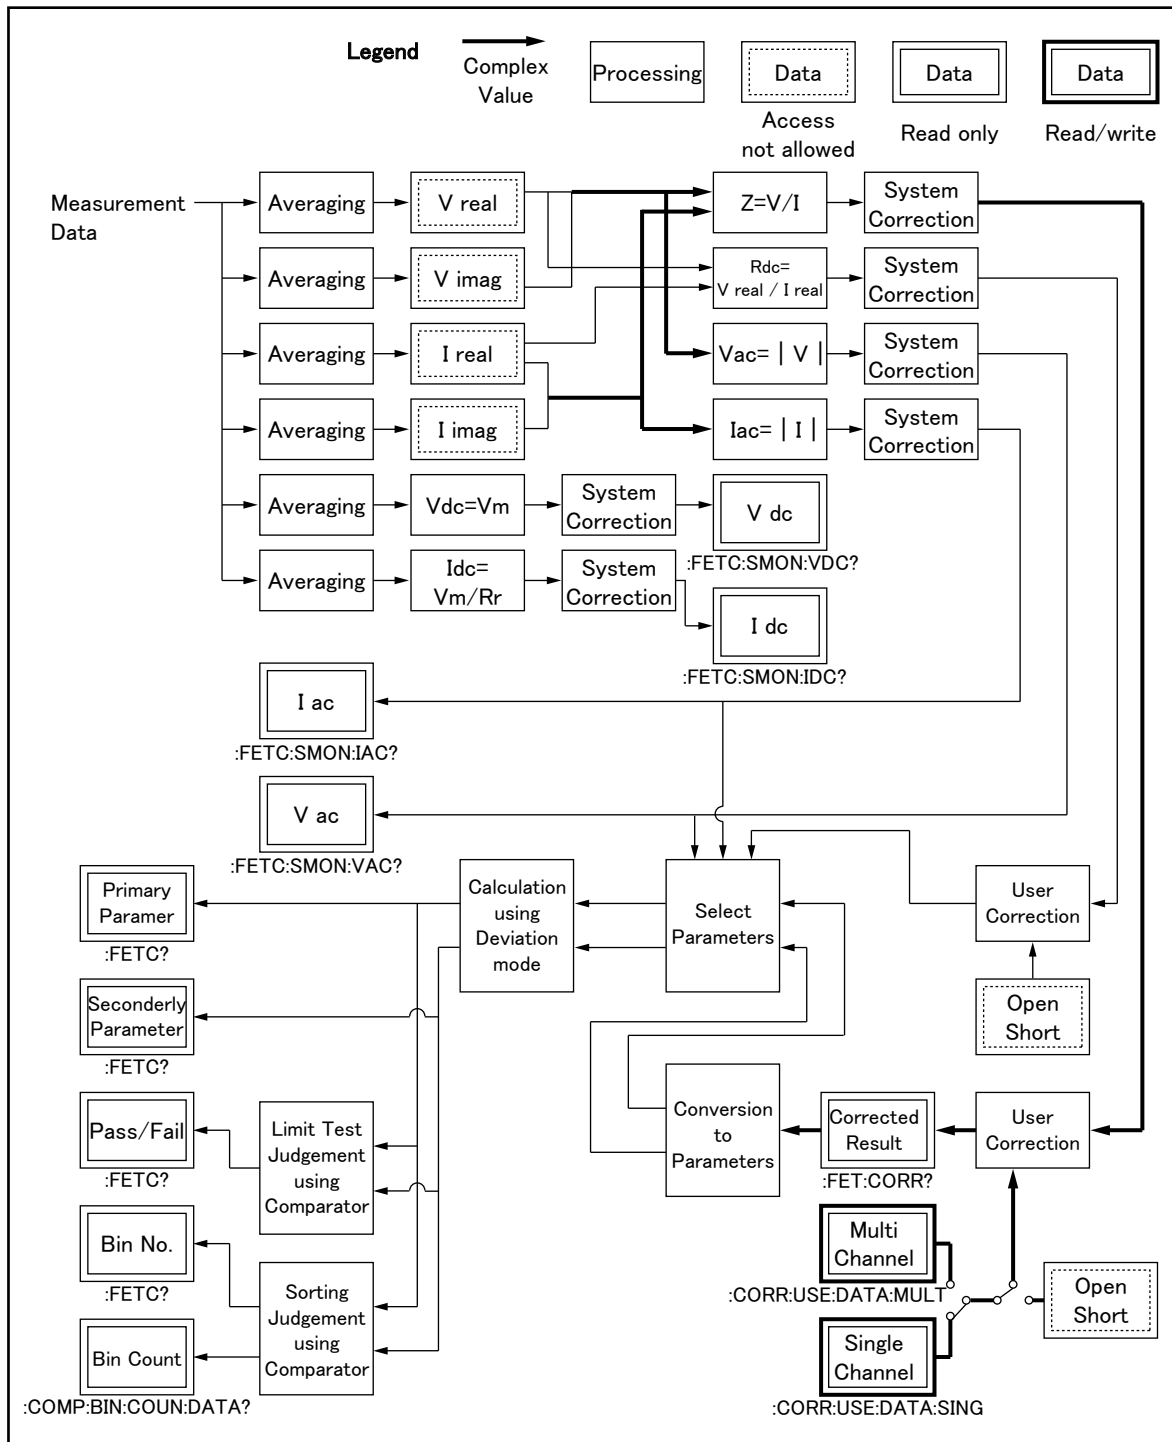 Legend
Complex
Value
Processing
Data
Access
not allowed
Data
Read only
Data
Read/write
Measurement
Data
Averaging
V real
Z=V/I
System
Correction
Averaging
V imag
Rdc=
V real / I real
System
Correction
Averaging
I real
Vac= | V |
System
Correction
Averaging
I imag
Iac= | I |
System
Correction
Averaging
Vdc=Vm
System
Correction
V dc
:FETC:SMON:VDC?
Averaging
Idc=
Vm/Rr
System
Correction
I dc
:FETC:SMON:IDC?
I ac
:FETC:SMON:IAC?
V ac
:FETC:SMON:VAC?
Primary
Paramer
:FETC?
Calculation
using
Deviation
mode
Select
Parameters
User
Correction
Seconderly
Parameter
:FETC?
Open
Short
Pass/Fail
:FETC?
Limit Test
Judgement
using
Comparator
Conversion
to
Parameters
Corrected
Result
:FET:CORR?
User
Correction
Bin No.
:FETC?
Sorting
Judgement
using
Comparator
Multi
Channel
:CORR:USE:DATA:MULT
Open
Short
Bin Count
:COMP:BIN:COUN:DATA?
Single
Channel
:CORR:USE:DATA:SING